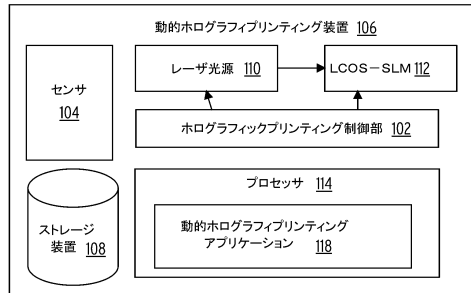 動的ホログラフィプリンティング装置 106
センサ
104
レーザ光源
110
LCOS-SLM 112
ホログラフィックプリンティング制御部 102
ストレージ
装置 108
プロセッサ 114
動的ホログラフィプリンティング
アプリケーション 118